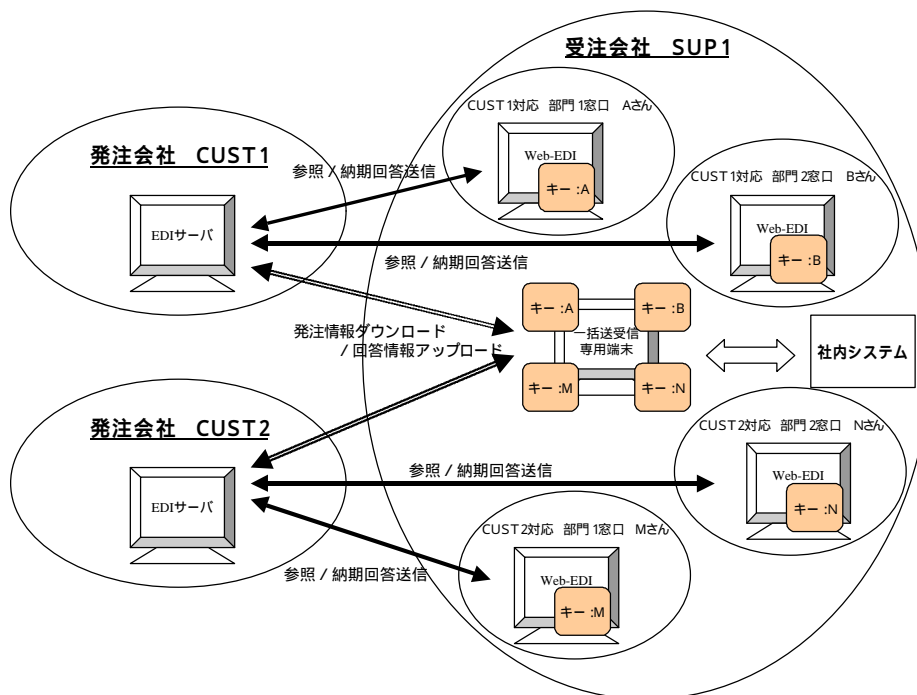 受注会社 SUP1
CUST1対応 部門1窓口 Aさん
Web-EDI
キー:A
発注会社 CUST1
EDIサーバ
参照/納期回答送信
CUST1対応 部門2窓口 Bさん
Web-EDI
キー:B
参照/納期回答送信
発注情報ダウンロード
/回答情報アップロード
キー:A
キー:B
一括送受信
専用端末
キー:M
キー:N
社内システム
発注会社 CUST2
EDIサーバ
参照/納期回答送信
CUST2対応 部門2窓口 Nさん
Web-EDI
キー:N
参照/納期回答送信
CUST2対応 部門1窓口 Mさん
Web-EDI
キー:M